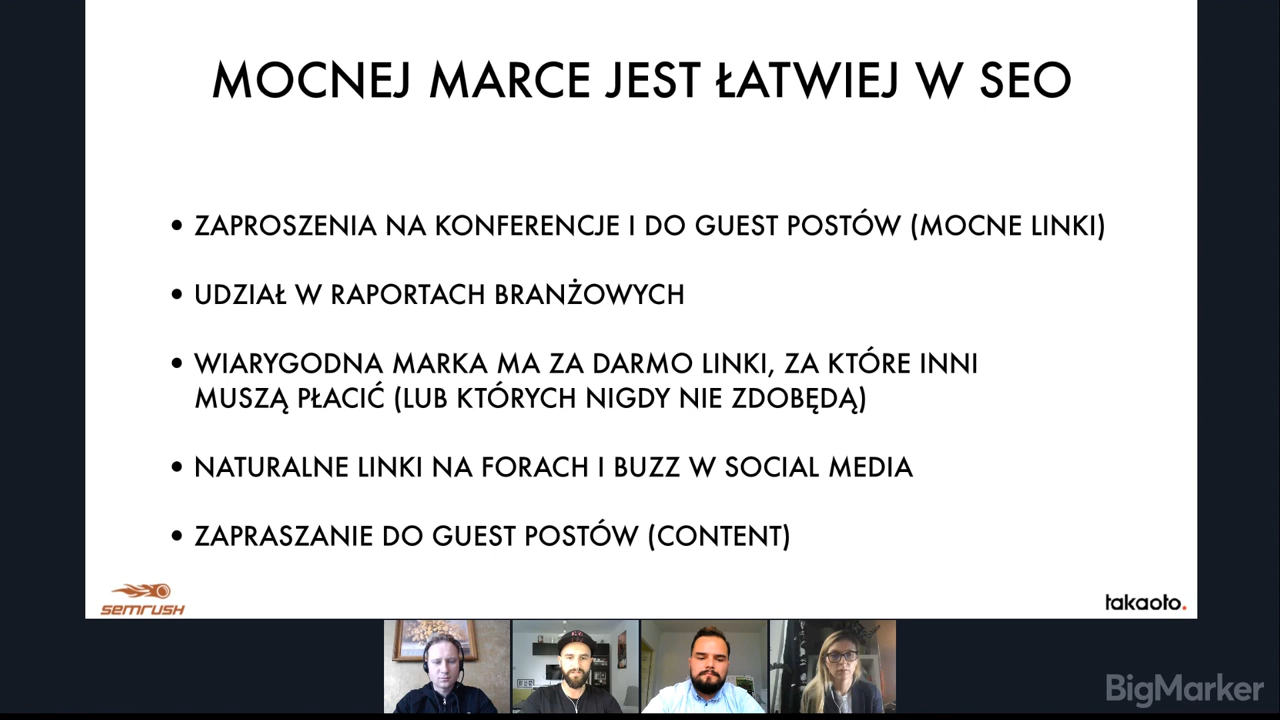 MOCNEJ MARCE JEST ŁATWIEJ W SEO
• ZAPROSZENIA NA KONFERENCJE I DO GUEST POSTÓW (MOCNE LINKI)
• UDZIAŁ W RAPORTACH BRANŻOWYCH
• WIARYGODNA MARKA MA ZA DARMO LINKI, ZA KTÓRE INNI
MUSZĄ PŁACIĆ (LUB KTÓRYCH NIGDY NIE ZDOBĘDĄ)
• NATURALNE LINKI NA FORACH I BUZZ W SOCIAL MEDIA
• ZAPRASZANIE DO GUEST POSTÓW (CONTENT)
semrush
takaoto.
BigMarker